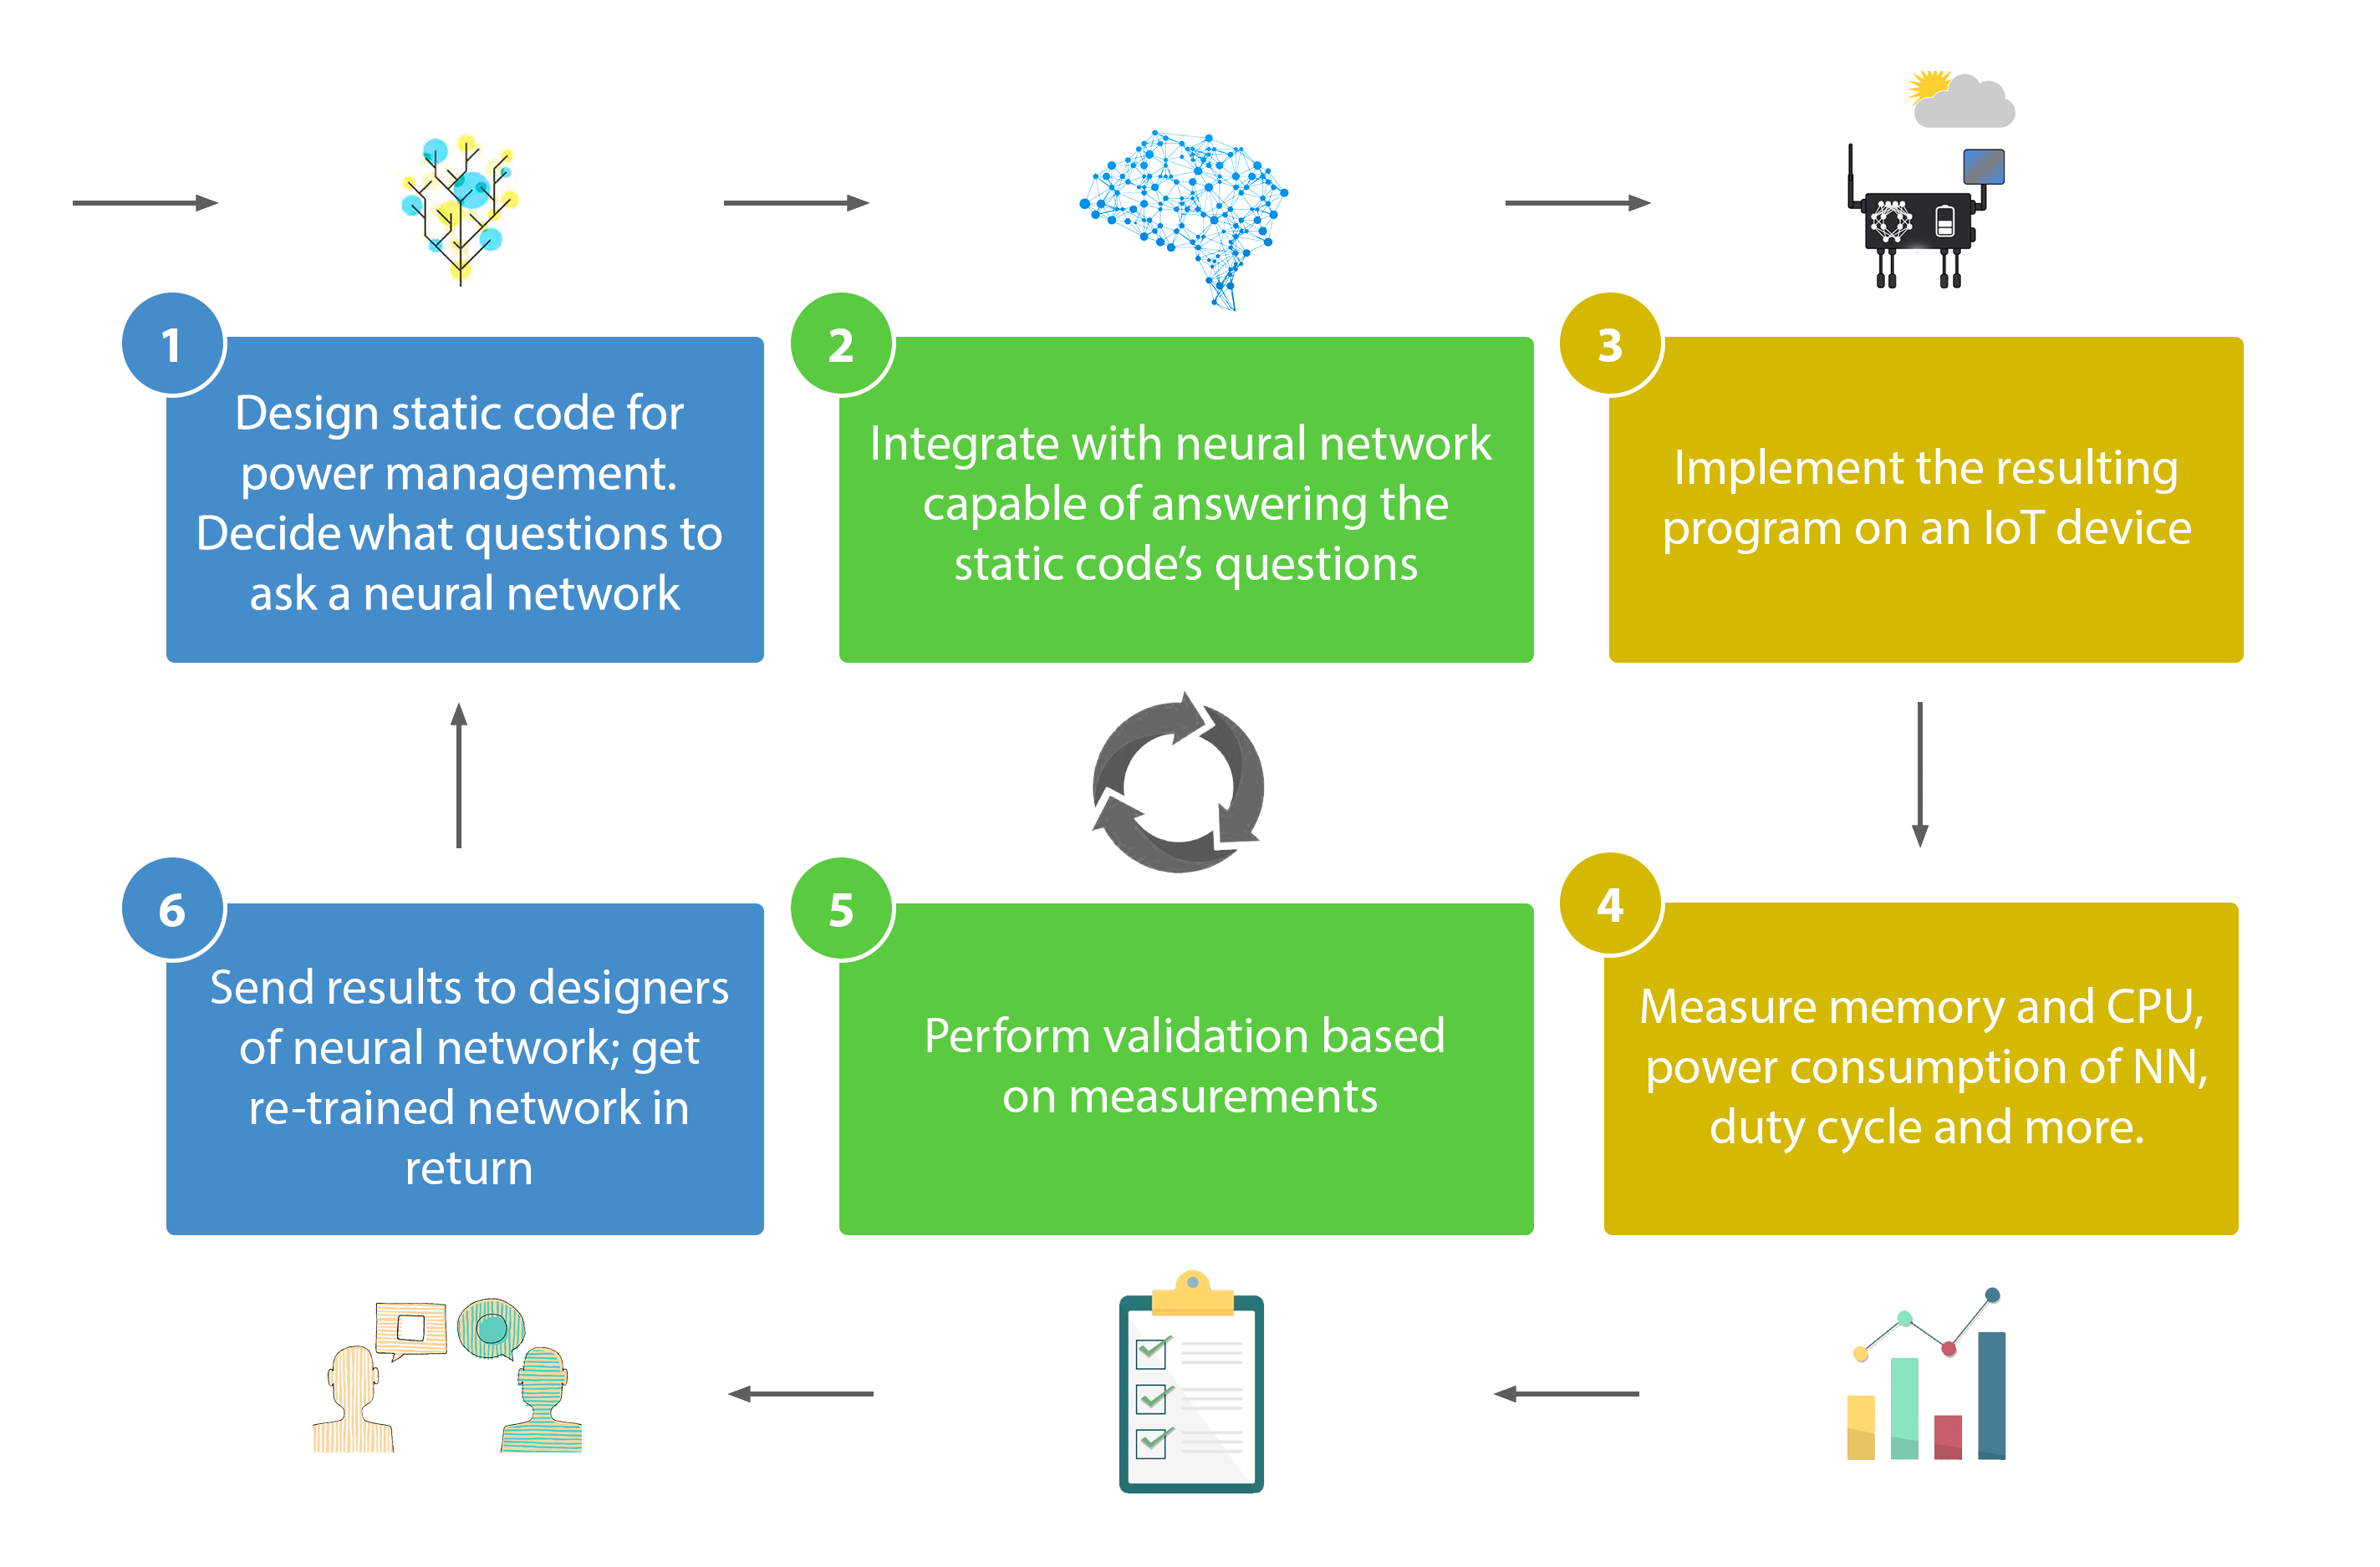 1
Design static code for
power management.
Decide what questions to
ask a neural network
2
Integrate with neural network
capable of answering the
static code’s questions
3
Implement the resulting
program on an IoT device
4
Measure memory and CPU,
power consumption of NN,
duty cycle and more.
5
Perform validation based
on measurements
6
Send results to designers
of neural network; get
re-trained network in
return